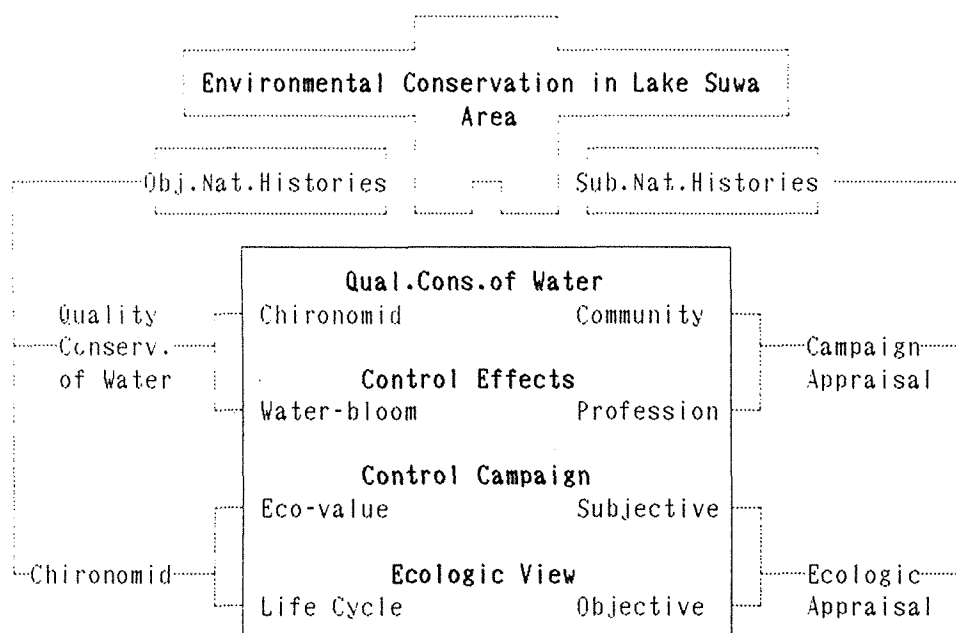 Environmental Conservation in Lake Suwa
Area
Obj.Nat.Histories
Sub.Nat.Histories
Qual.Cons.of Water
Quality
Conserv.
of Water
Chironomid
Community
Campaign
Appraisal
Control Effects
Water-bloom
Profession
Control Campaign
Eco-value
Subjective
Chironomid
Ecologic View
Ecologic
Appraisal
Life Cycle
Objective